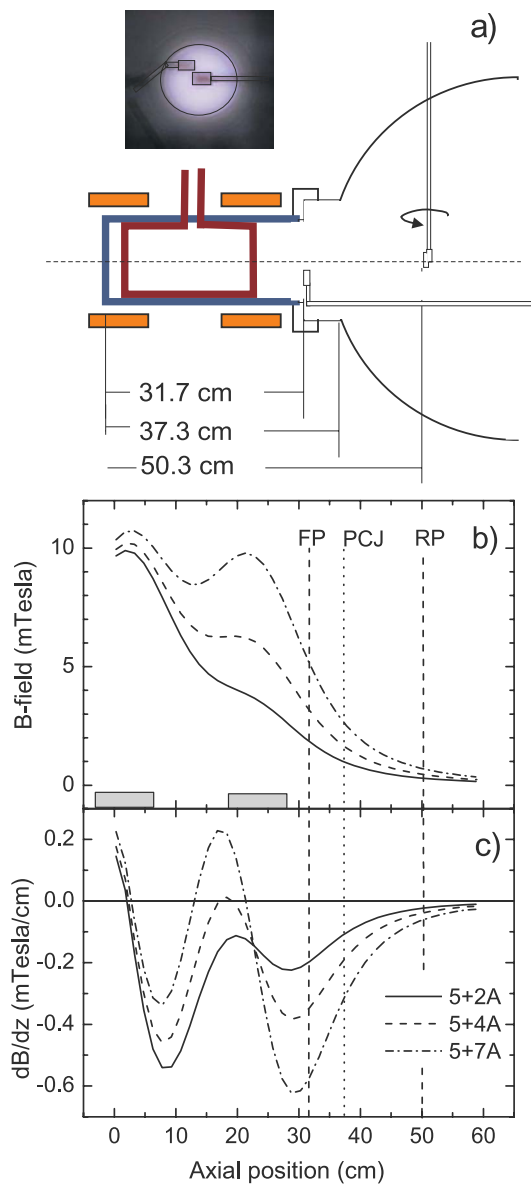 a)
31.7 cm
37.3 cm
50.3 cm
FP
PCJ
RP
b)
B-field (mTesla)
10
5
0
c)
dB/dz (mTesla/cm)
0.2
0.0
-0.2
-0.4
-0.6
5+2A
5+4A
5+7A
0 10 20 30 40 50 60
Axial position (cm)